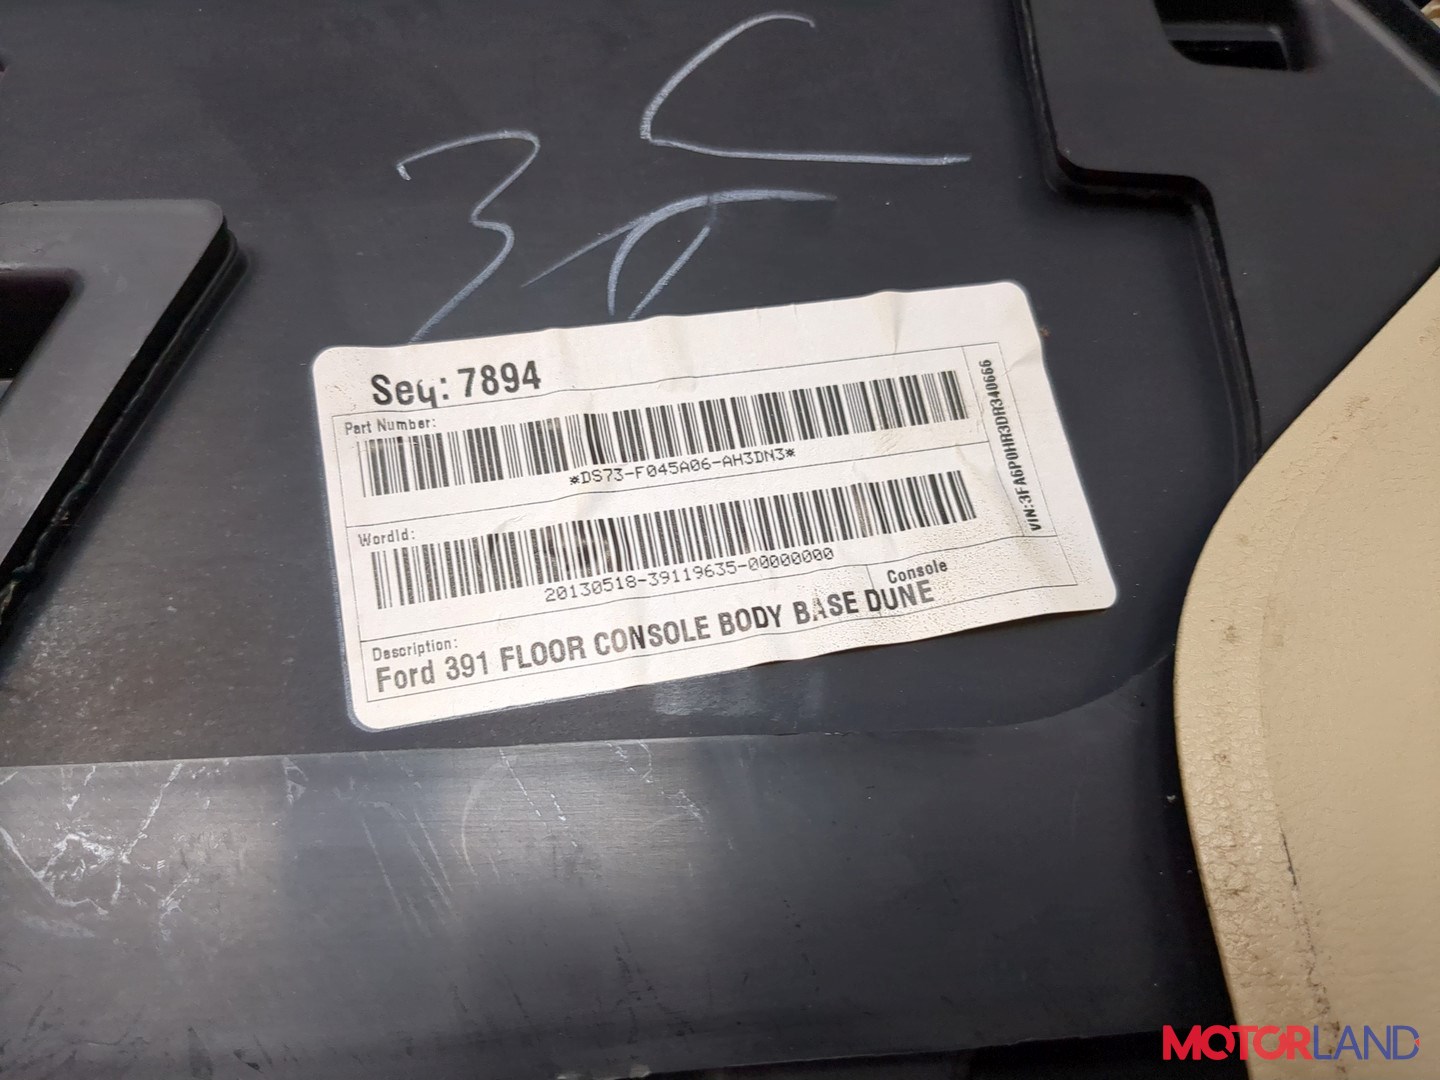 Seq: 7894
Part Number:
*DS73-F045A06-AH3DN3*
WordId:
20130518-39119635-00000000
Console
Description:
Ford 391 FLOOR CONSOLE BODY BASE DUNE
VIN:3FA6P0HR3DR340666
MOTORLAND